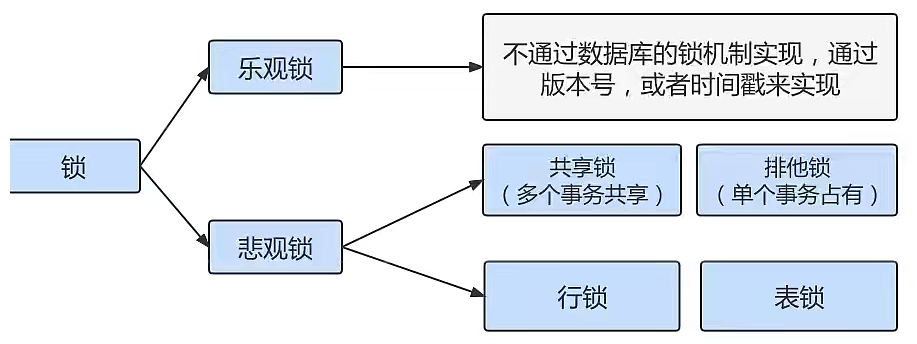 乐观锁
不通过数据库的锁机制实现，通过
版本号，或者时间戳来实现
锁
共享锁
（多个事务共享）
排他锁
（单个事务占有）
悲观锁
行锁
表锁